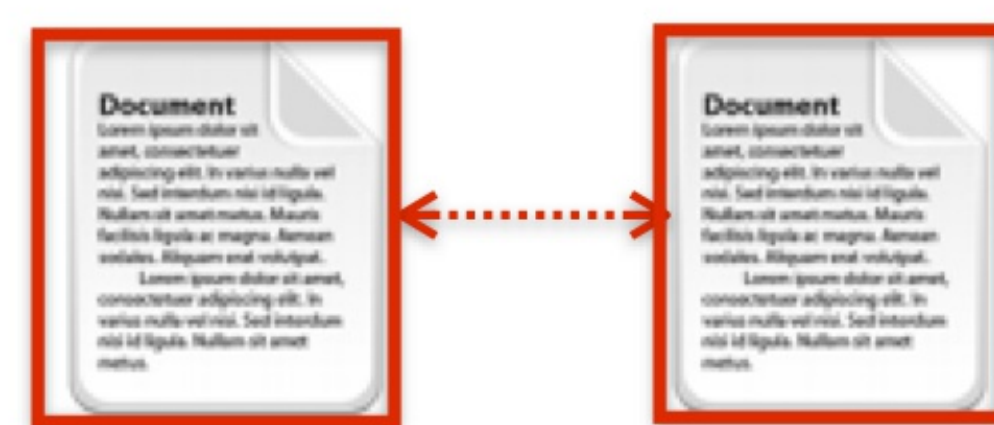 Document
Lorem ipsum dolor sit
amet, consectetuer
adipiscing elit. In varius nulla vel
nisi. Sed interdum nisi id ligula.
Nullam sit amet metus. Mauris
facilisis ligula ac magna. Aenean
sodales. Aliquam erat volutpat.
Lorem ipsum dolor sit amet,
consectetuer adipiscing elit. In
varius nulla vel nisi. Sed interdum
nisi id ligula. Nullam sit amet
metus.
Document
Lorem ipsum dolor sit
amet, consectetuer
adipiscing elit. In varius nulla vel
nisi. Sed interdum nisi id ligula.
Nullam sit amet metus. Mauris
facilisis ligula ac magna. Aenean
sodales. Aliquam erat volutpat.
Lorem ipsum dolor sit amet,
consectetuer adipiscing elit. In
varius nulla vel nisi. Sed interdum
nisi id ligula. Nullam sit amet
metus.